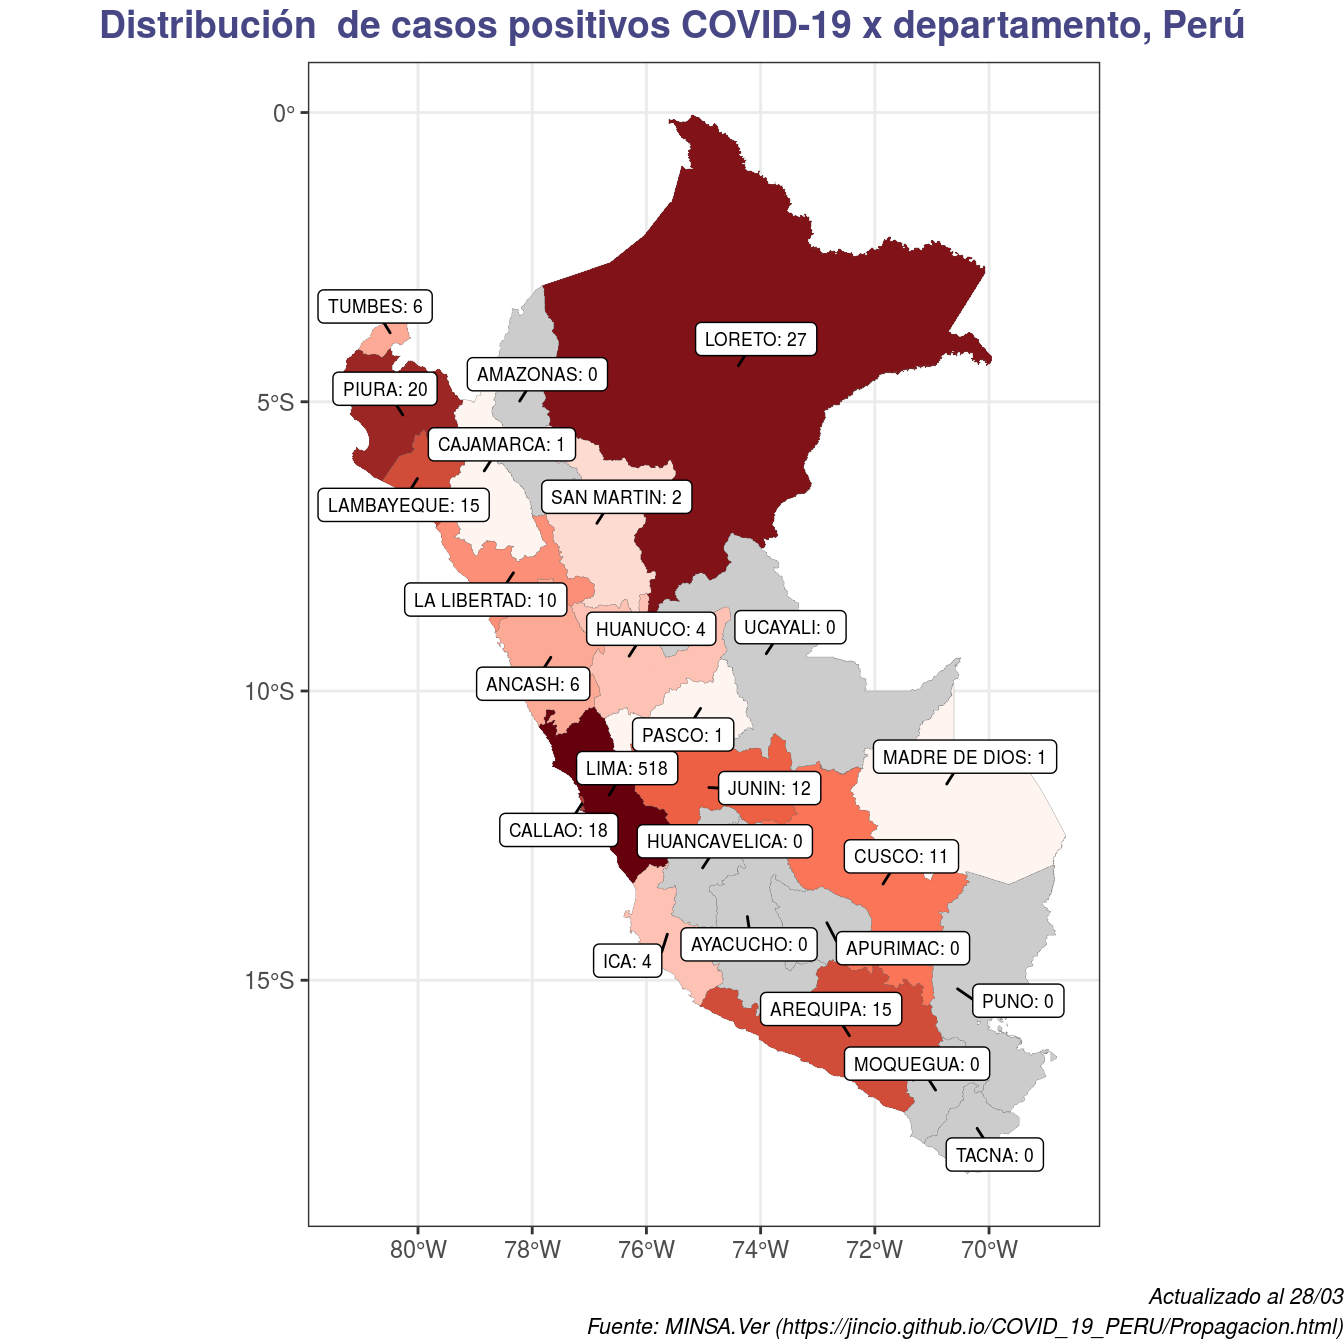 Distribución  de casos positivos COVID-19 x departamento, Perú
0°
5°S
10°S
15°S
TUMBES: 6
LORETO: 27
AMAZONAS: 0
PIURA: 20
CAJAMARCA: 1
SAN MARTIN: 2
LAMBAYEQUE: 15
LA LIBERTAD: 10
HUANUCO: 4
UCAYALI: 0
ANCASH: 6
PASCO: 1
MADRE DE DIOS: 1
LIMA: 518
JUNIN: 12
CALLAO: 18
HUANCAVELICA: 0
CUSCO: 11
AYACUCHO: 0
APURIMAC: 0
ICA: 4
PUNO: 0
AREQUIPA: 15
MOQUEGUA: 0
TACNA: 0
80°W 78°W 76°W 74°W 72°W 70°W
Actualizado al 28/03
Fuente: MINSA.Ver (https://jincio.github.io/COVID_19_PERU/Propagacion.html)